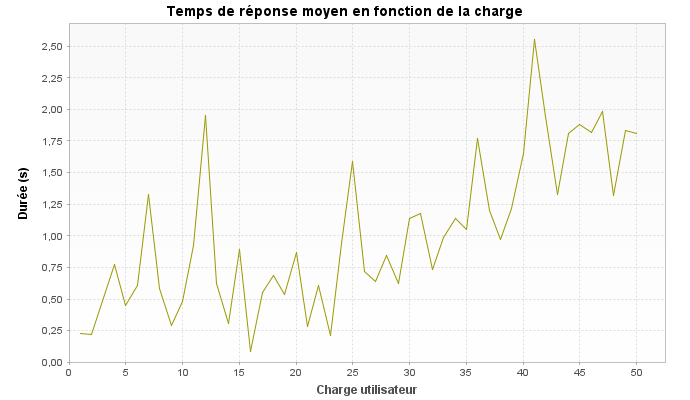 Temps de réponse moyen en fonction de la charge
Durée (s)
2,50
2,25
2,00
1,75
1,50
1,25
1,00
0,75
0,50
0,25
0,00
0 5 10 15 20 25 30 35 40 45 50
Charge utilisateur